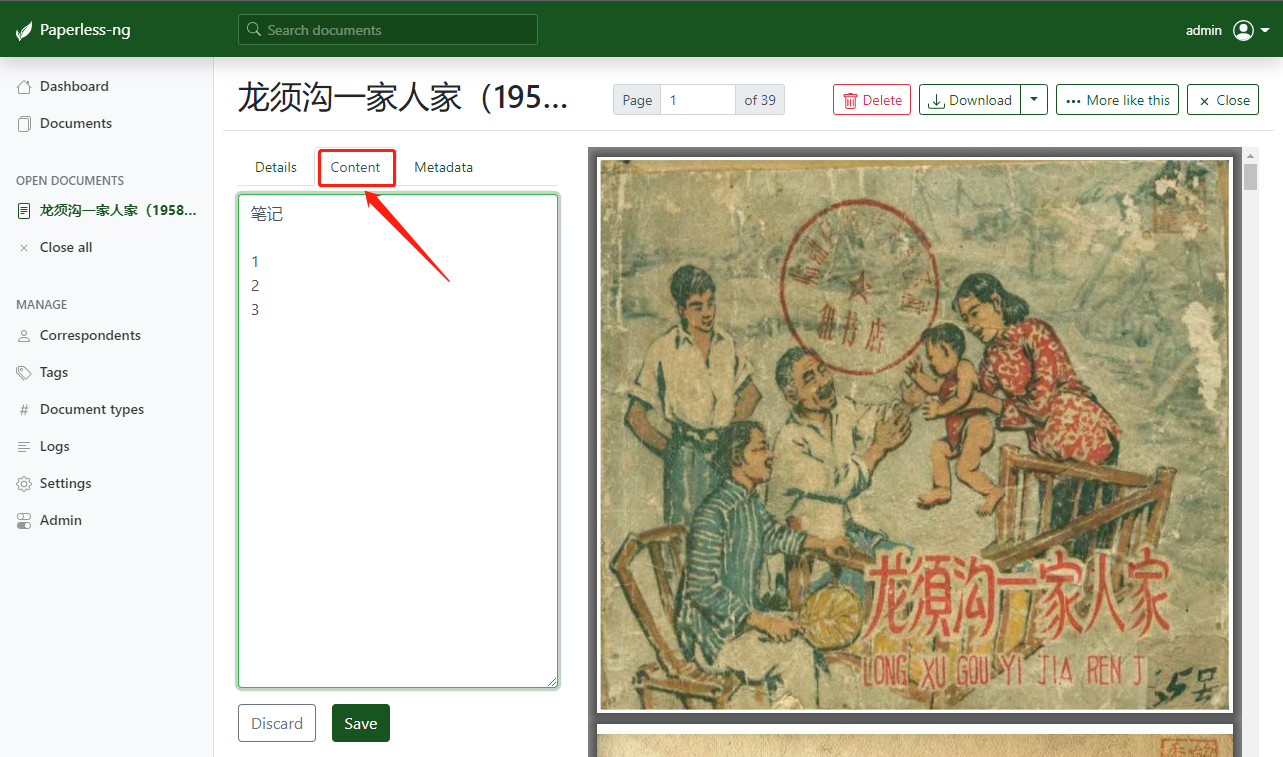 Paperless-ng
Search documents
admin
Dashboard
Documents
OPEN DOCUMENTS
龙须沟一家人家（1958...
Close all
MANAGE
Correspondents
Tags
Document types
Logs
Settings
Admin
龙须沟一家人家（195...
Page 1 of 39
Delete
Download
More like this
Close
Details
Content
Metadata
笔记
1
2
3
Discard
Save
龙須沟一家人家
LONG XU GOU YI JIA REN J